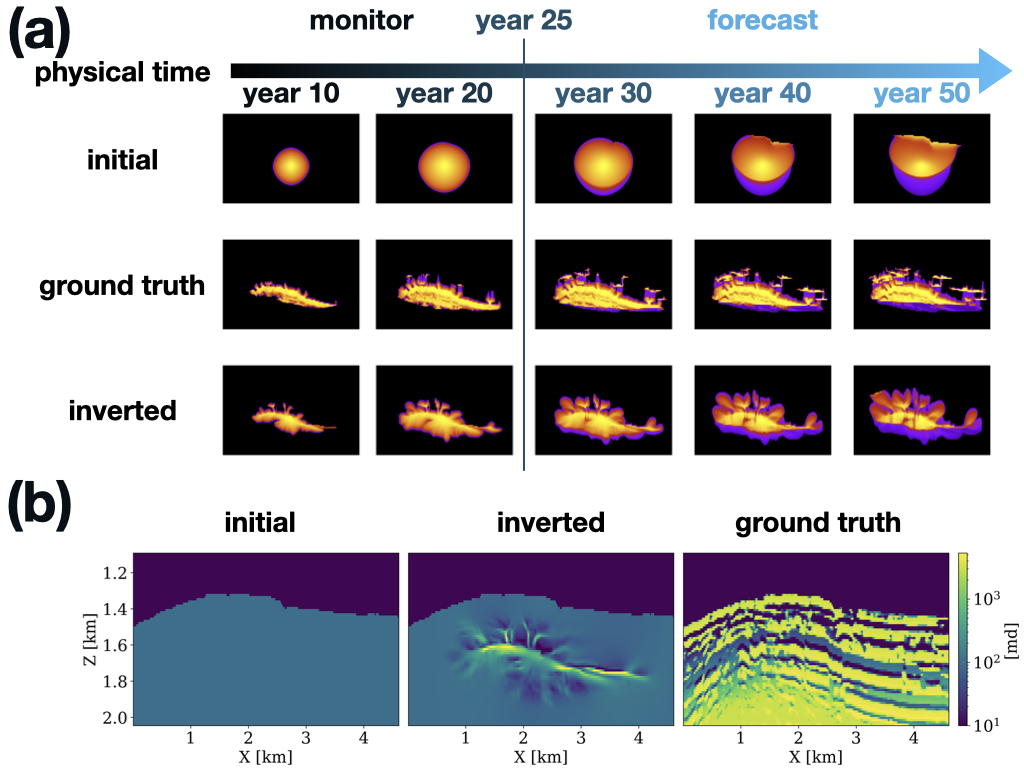 (a)
monitor year 25 forecast
physical time
year 10 year 20 year 30 year 40 year 50
initial
ground truth
inverted
(b)
initial inverted ground truth
1.2
1.4
1.6
1.8
2.0
Z [km]
1 2 3 4
X [km]
1 2 3 4
X [km]
1 2 3 4
X [km]
10³
10²
10¹
[md]